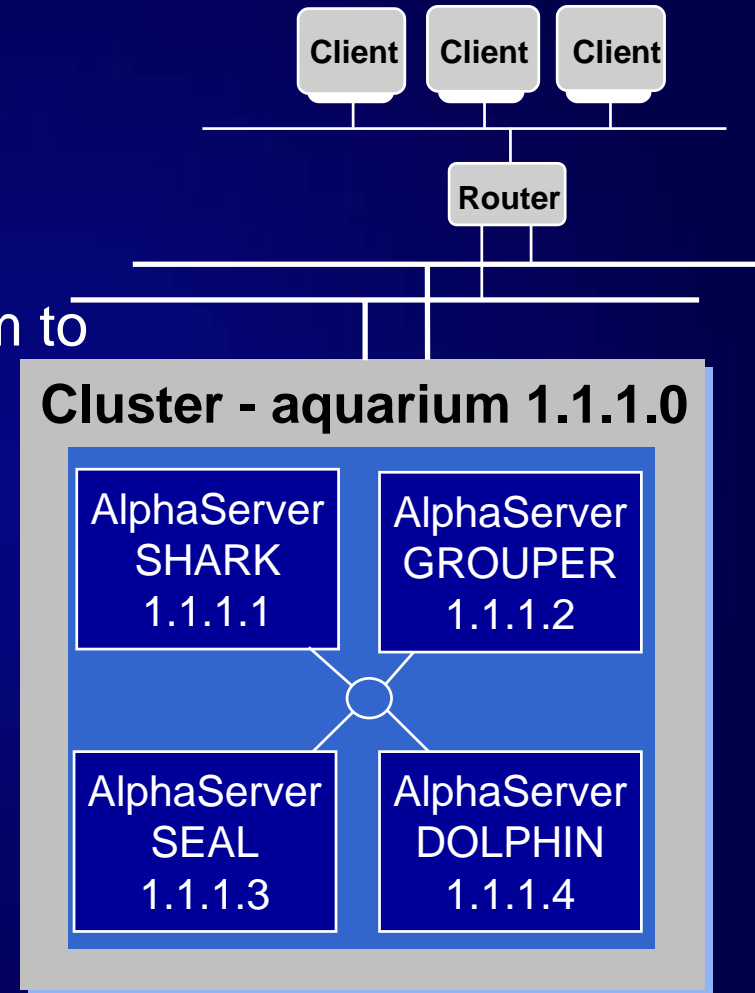 Client Client Client
Router
m to
Cluster - aquarium 1.1.1.0
AlphaServer
SHARK
1.1.1.1
AlphaServer
GROUPER
1.1.1.2
AlphaServer
SEAL
1.1.1.3
AlphaServer
DOLPHIN
1.1.1.4